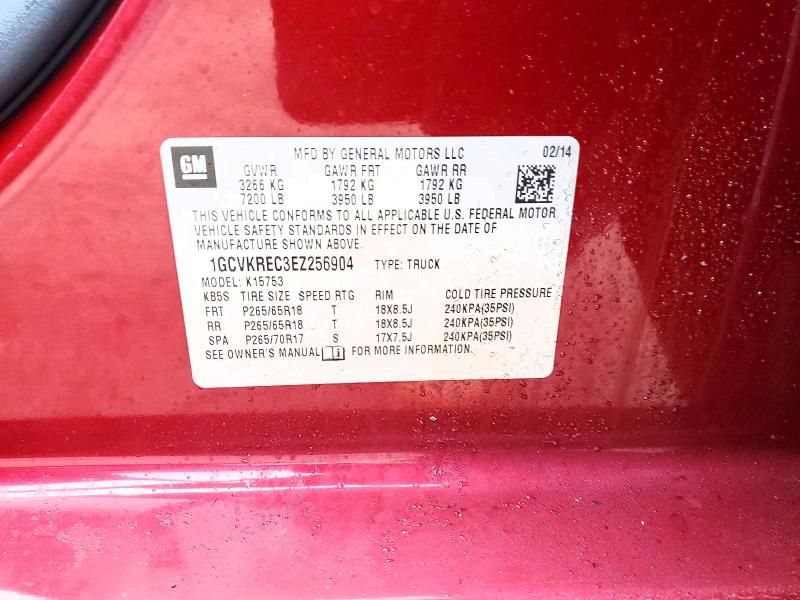 GM
MFD BY GENERAL MOTORS LLC 02/14
GVWR GAWR FRT GAWR RR
3266 KG 1792 KG 1792 KG
7200 LB 3950 LB 3950 LB
THIS VEHICLE CONFORMS TO ALL APPLICABLE U.S. FEDERAL MOTOR
VEHICLE SAFETY STANDARDS IN EFFECT ON THE DATE OF
MANUFACTURE SHOWN ABOVE.
1GCVKREC3EZ256904 TYPE: TRUCK
MODEL: K15753
KB5S TIRE SIZE SPEED RTG RIM COLD TIRE PRESSURE
FRT P265/65R18 T 18X8.5J 240KPA(35PSI)
RR P265/65R18 T 18X8.5J 240KPA(35PSI)
SPA P265/70R17 S 17X7.5J 240KPA(35PSI)
SEE OWNER'S MANUAL i FOR MORE INFORMATION.